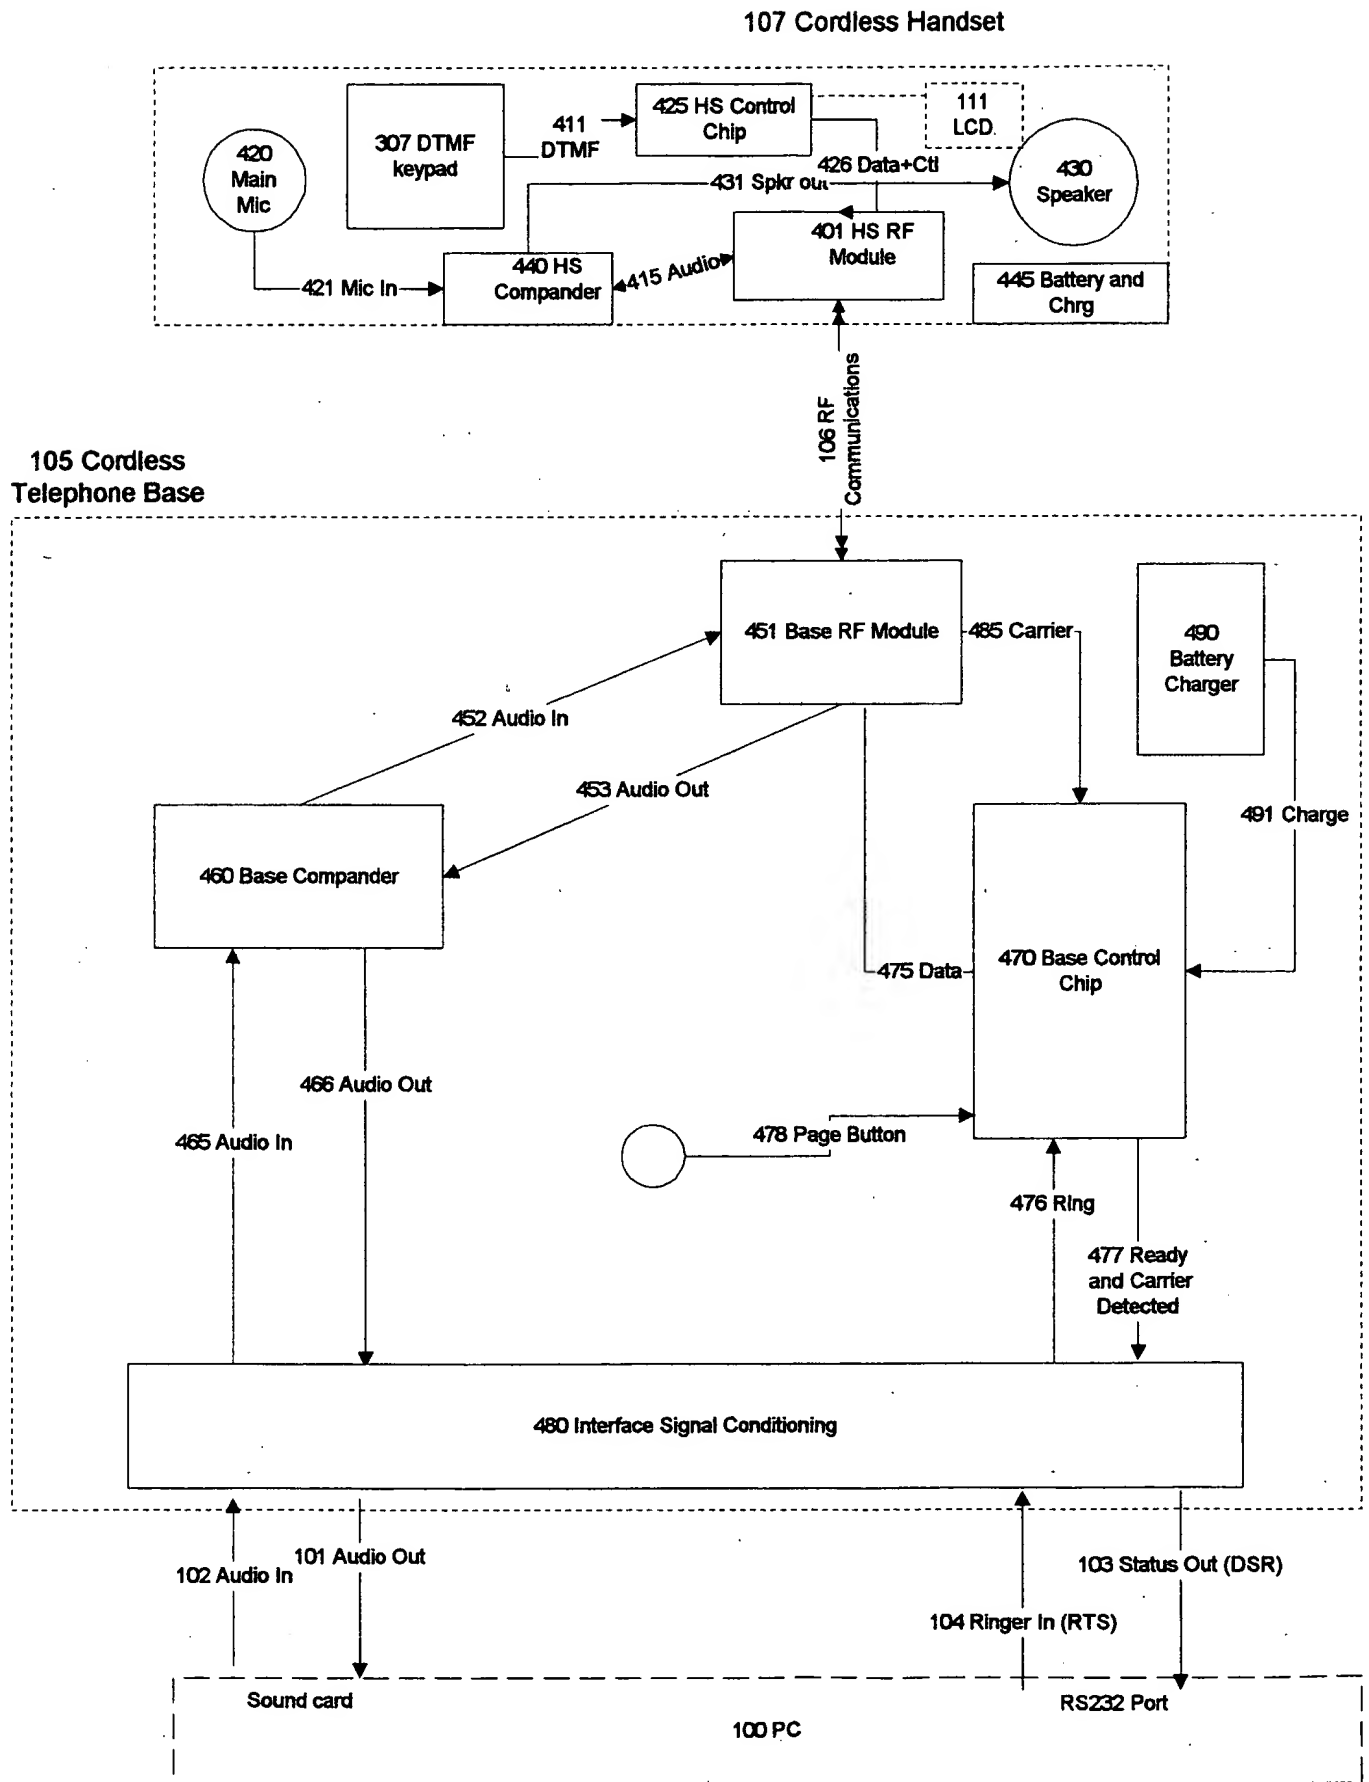 107 Cordless Handset
425 HS Control
Chip
111
LCD
411
DTMF
307 DTMF
keypad
420
Main
Mic
426 Data+Ctl
430
Speaker
431 Spkr out
401 HS RF
Module
440 HS
Compander
415 Audio
421 Mic In
445 Battery and
Chrg
106 RF
Communications
105 Cordless
Telephone Base
451 Base RF Module
485 Carrier
490
Battery
Charger
452 Audio In
453 Audio Out
491 Charge
460 Base Compander
470 Base Control
Chip
475 Data
466 Audio Out
465 Audio In
478 Page Button
476 Ring
477 Ready
and Carrier
Detected
480 Interface Signal Conditioning
101 Audio Out
102 Audio In
103 Status Out (DSR)
104 Ringer In (RTS)
Sound card
RS232 Port
100 PC